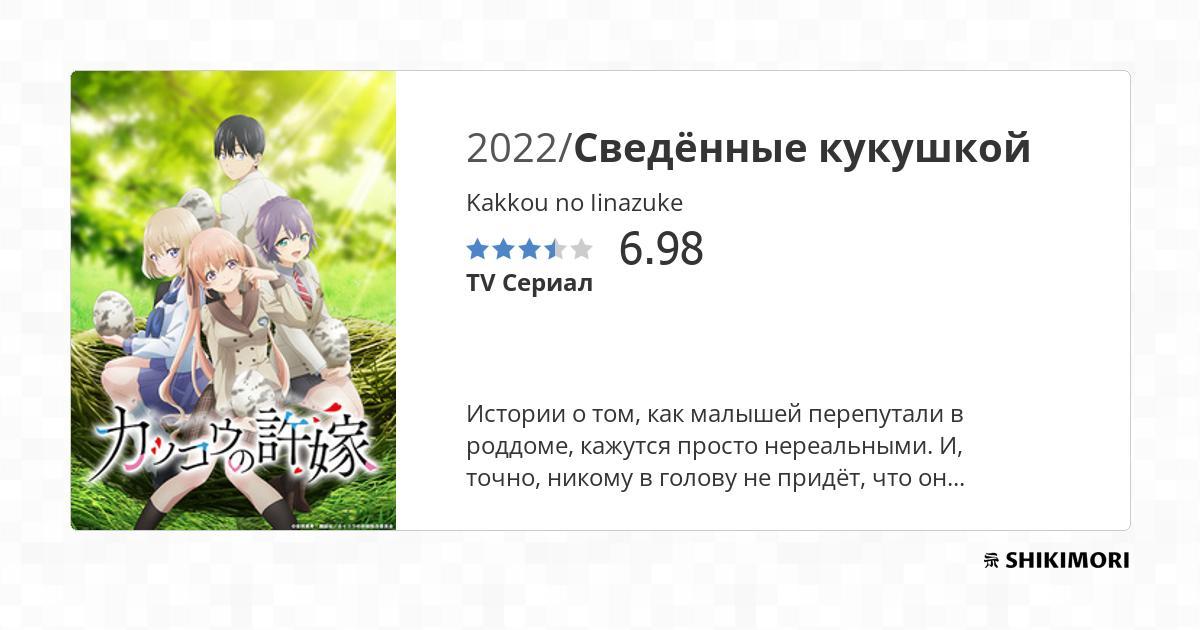 2022/Сведённые кукушкой
Kakkou no Iinazuke
6.98
TV Сериал
Истории о том, как малышей перепутали в
роддоме, кажутся просто нереальными. И,
точно, никому в голову не придёт, что он...
カッコウの許嫁
SHIKIMORI